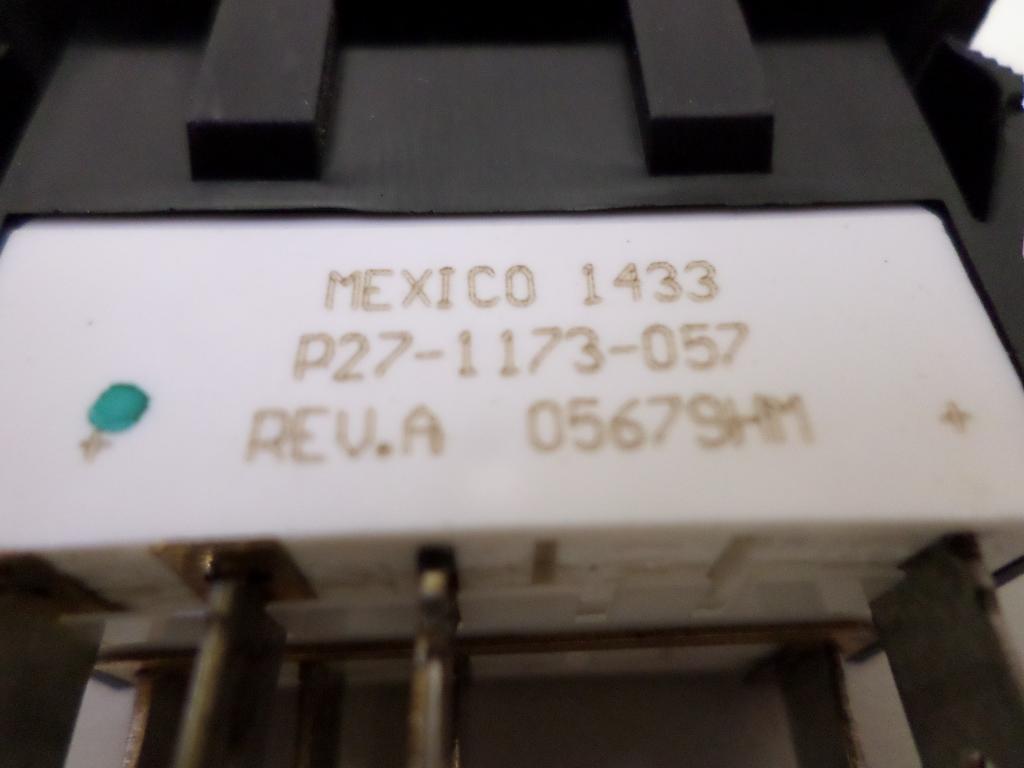 MEXICO 1433
P27-1173-057
REV.A 05679HM